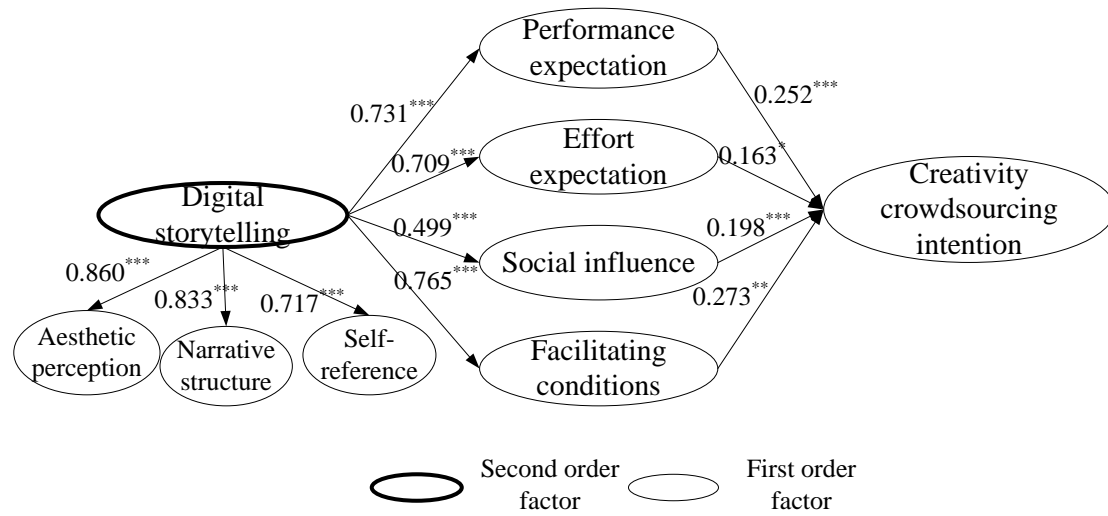 Performance
expectation
0.731***
0.252***
Effort
expectation
0.709***
0.163*
Digital
storytelling
0.499***
0.198***
Creativity
crowdsourcing
intention
Social influence
0.765***
0.273**
0.860***
0.833***
0.717***
Aesthetic
perception
Narrative
structure
Self-
reference
Facilitating
conditions
Second order
factor
First order
factor